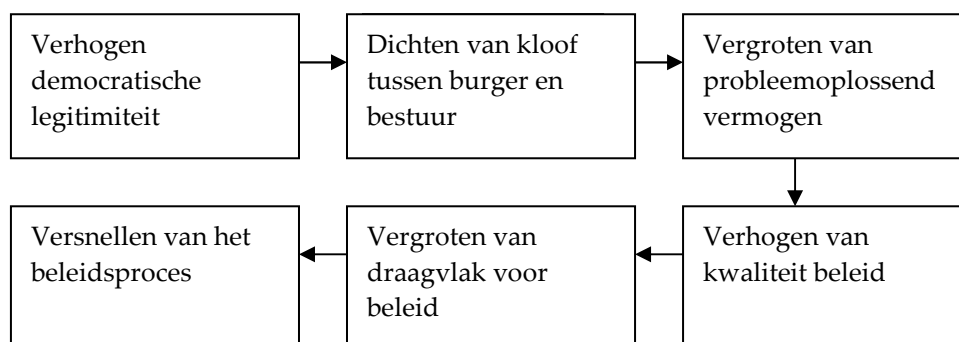 Verhogen
democratische
legitimiteit
Dichten van kloof
tussen burger en
bestuur
Vergroten van
probleemoplossend
vermogen
Verhogen van
kwaliteit beleid
Vergroten van
draagvlak voor
beleid
Versnellen van het
beleidsproces